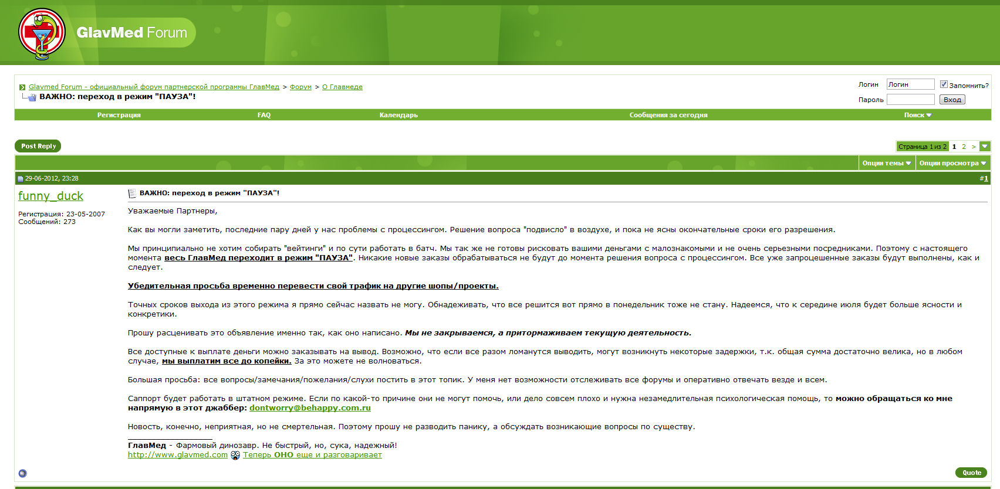 GlavMed Forum
Glavmed Forum - официальный форум партнерской программы ГлавМед > Форум > О Главмеде
ВАЖНО: переход в режим "ПАУЗА"!
Логин Логин Запомнить?
Пароль Вход
Регистрация FAQ Календарь Сообщения за сегодня Поиск
Post Reply
Страница 1 из 2 1 2 >
Опции темы Опции просмотра
29-06-2012, 23:28 #1
funny_duck
Регистрация: 23-05-2007
Сообщений: 273
ВАЖНО: переход в режим "ПАУЗА"!
Уважаемые Партнеры,
Как вы могли заметить, последние пару дней у нас проблемы с процессингом. Решение вопроса "подвисло" в воздухе, и пока не ясны окончательные сроки его разрешения.
Мы принципиально не хотим собирать "вейтинги" и по сути работать в батч. Мы так же не готовы рисковать вашими деньгами с малознакомыми и не очень серьезными посредниками. Поэтому с настоящего
момента весь ГлавМед переходит в режим "ПАУЗА". Никакие новые заказы обрабатываться не будут до момента решения вопроса с процессингом. Все уже запроцешенные заказы будут выполнены, как и
следует.
Убедительная просьба временно перевести свой трафик на другие шопы/проекты.
Точных сроков выхода из этого режима я прямо сейчас назвать не могу. Обнадеживать, что все решится вот прямо в понедельник тоже не стану. Надеемся, что к середине июля будет больше ясности и
конкретики.
Прошу расценивать это объявление именно так, как оно написано. Мы не закрываемся, а притормаживаем текущую деятельность.
Все доступные к выплате деньги можно заказывать на вывод. Возможно, что если все разом ломанутся выводить, могут возникнуть некоторые задержки, т.к. общая сумма достаточно велика, но в любом
случае, мы выплатим все до копейки. За это можете не волноваться.
Большая просьба: все вопросы/замечания/пожелания/слухи постить в этот топик. У меня нет возможности отслеживать все форумы и оперативно отвечать везде и всем.
Саппорт будет работать в штатном режиме. Если по какой-то причине они не могут помочь, или дело совсем плохо и нужна незамедлительная психологическая помощь, то можно обращаться ко мне
напрямую в этот джаббер: dontworry@behappy.com.ru
Новость, конечно, неприятная, но не смертельная. Поэтому прошу не разводить панику, а обсуждать возникающие вопросы по существу.
ГлавМед - Фармовый динозавр. Не быстрый, но, сука, надежный!
http://www.glavmed.com Теперь ОНО еще и разговаривает
Quote